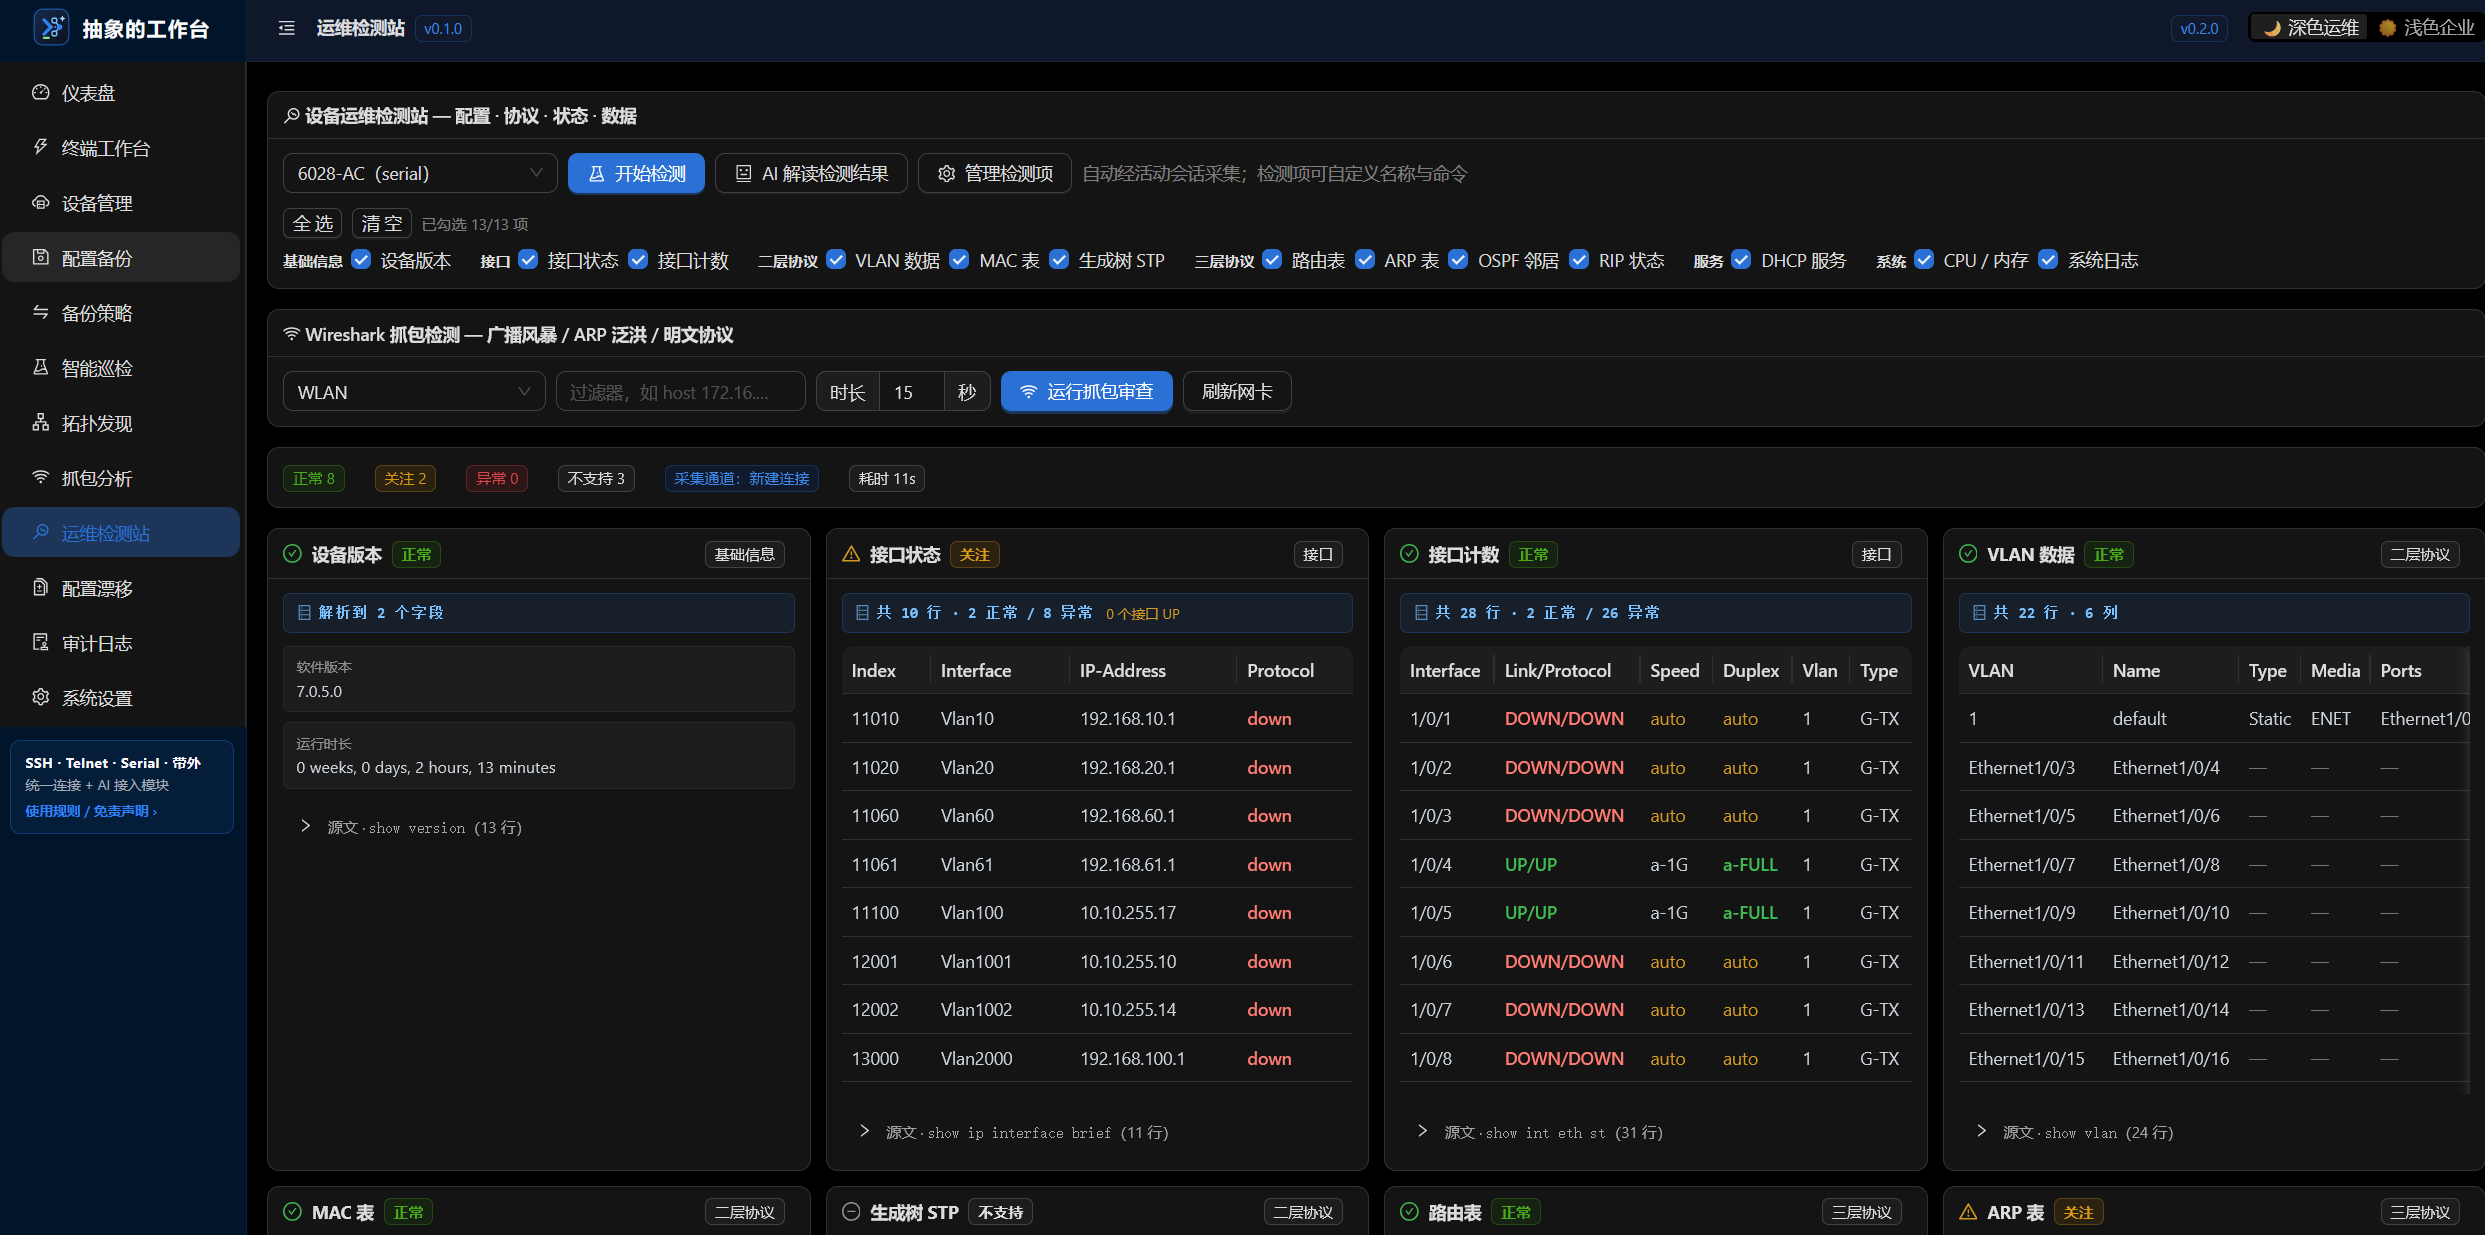 抽象的工作台
运维检测站 v0.1.0
v0.2.0 深色运维 浅色企业
仪表盘
终端工作台
设备管理
配置备份
备份策略
智能巡检
拓扑发现
抓包分析
运维检测站
配置漂移
审计日志
系统设置
SSH · Telnet · Serial · 带外
统一连接 + AI 接入模块
使用规则 / 免责声明 ›
设备运维检测站 — 配置 · 协议 · 状态 · 数据
6028-AC（serial） 开始检测 AI 解读检测结果 管理检测项 自动经活动会话采集；检测项可自定义名称与命令
全 选 清 空 已勾选 13/13 项
基础信息 设备版本 接口 接口状态 接口计数 二层协议 VLAN 数据 MAC 表 生成树 STP 三层协议 路由表 ARP 表 OSPF 邻居 RIP 状态 服务 DHCP 服务 系统 CPU / 内存 系统日志
Wireshark 抓包检测 — 广播风暴 / ARP 泛洪 / 明文协议
WLAN 过滤器，如 host 172.16.... 时长 15 秒 运行抓包审查 刷新网卡
正常 8 关注 2 异常 0 不支持 3 采集通道：新建连接 耗时 11s
设备版本 正常 基础信息
解析到 2 个字段
软件版本
7.0.5.0
运行时长
0 weeks, 0 days, 2 hours, 13 minutes
源文 · show version (13 行)
接口状态 关注 接口
共 10 行 · 2 正常 / 8 异常 0 个接口 UP
Index Interface IP-Address Protocol
11010 Vlan10 192.168.10.1 down
11020 Vlan20 192.168.20.1 down
11060 Vlan60 192.168.60.1 down
11061 Vlan61 192.168.61.1 down
11100 Vlan100 10.10.255.17 down
12001 Vlan1001 10.10.255.10 down
12002 Vlan1002 10.10.255.14 down
13000 Vlan2000 192.168.100.1 down
源文 · show ip interface brief (11 行)
接口计数 正常 接口
共 28 行 · 2 正常 / 26 异常
Interface Link/Protocol Speed Duplex Vlan Type
1/0/1 DOWN/DOWN auto auto 1 G-TX
1/0/2 DOWN/DOWN auto auto 1 G-TX
1/0/3 DOWN/DOWN auto auto 1 G-TX
1/0/4 UP/UP a-1G a-FULL 1 G-TX
1/0/5 UP/UP a-1G a-FULL 1 G-TX
1/0/6 DOWN/DOWN auto auto 1 G-TX
1/0/7 DOWN/DOWN auto auto 1 G-TX
1/0/8 DOWN/DOWN auto auto 1 G-TX
源文 · show int eth st (31 行)
VLAN 数据 正常 二层协议
共 22 行 · 6 列
VLAN Name Type Media Ports
1 default Static ENET Ethernet1/0
Ethernet1/0/3 Ethernet1/0/4 — — —
Ethernet1/0/5 Ethernet1/0/6 — — —
Ethernet1/0/7 Ethernet1/0/8 — — —
Ethernet1/0/9 Ethernet1/0/10 — — —
Ethernet1/0/11 Ethernet1/0/12 — — —
Ethernet1/0/13 Ethernet1/0/14 — — —
Ethernet1/0/15 Ethernet1/0/16 — — —
源文 · show vlan (24 行)
MAC 表 正常 二层协议
生成树 STP 不支持 二层协议
路由表 正常 三层协议
ARP 表 关注 三层协议